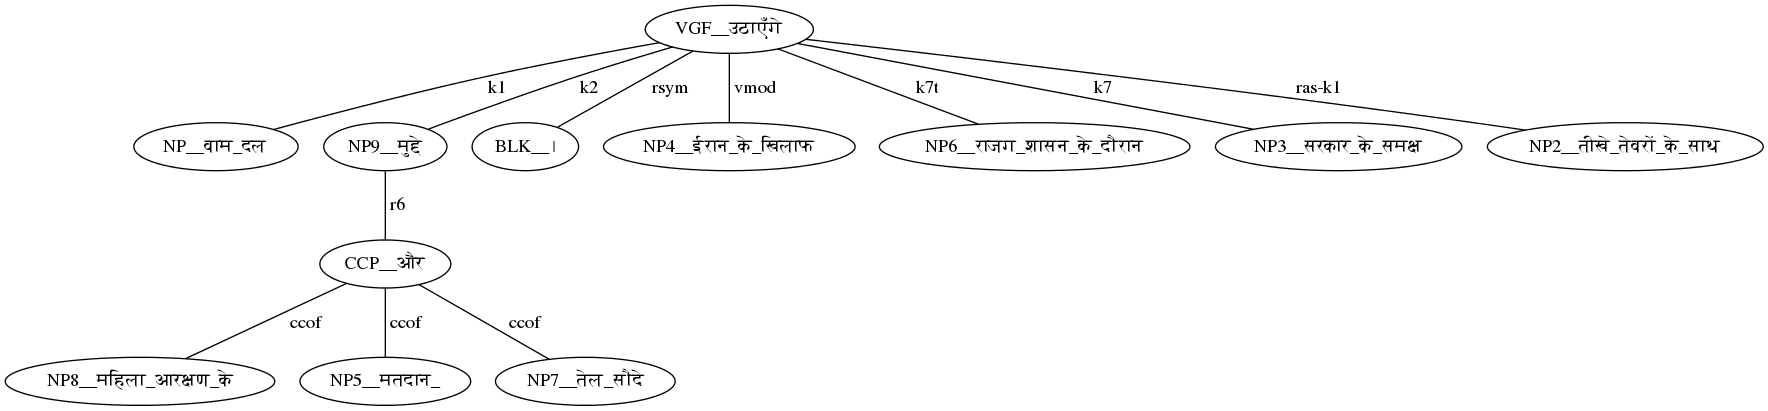 VGF__उठाएँगे
k1
k2
rsym
vmod
k7t
k7
ras-k1
NP__वाम_दल
NP9__मुद्दे
BLK__।
NP4__ईरान_के_खिलाफ
NP6__राजग_शासन_के_दौरान
NP3__सरकार_के_समक्ष
NP2__तीखे_तेवरों_के_साथ
r6
CCP__और
ccof
ccof
ccof
NP8__महिला_आरक्षण_के
NP5__मतदान_
NP7__तेल_सौदे